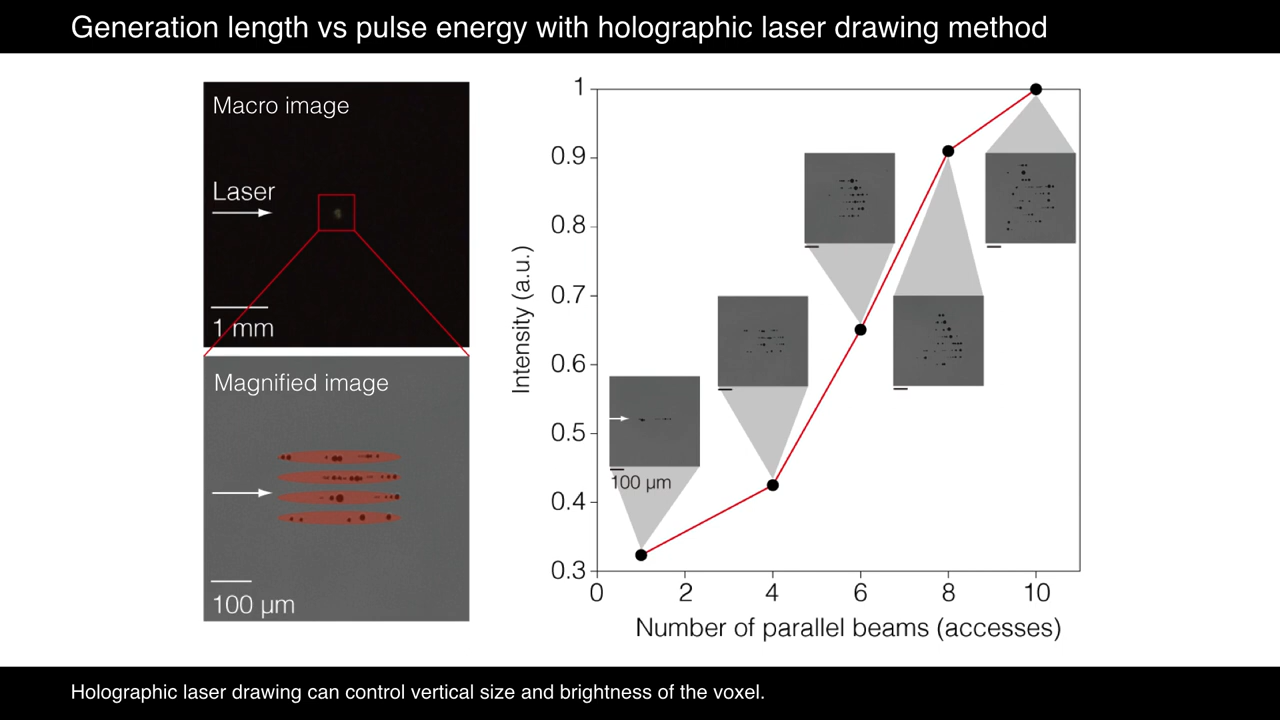 Generation length vs pulse energy with holographic laser drawing method
Macro image
Laser
1 mm
Magnified image
100 µm
1
0.9
0.8
0.7
0.6
0.5
0.4
0.3
Intensity (a.u.)
100 µm
0 2 4 6 8 10
Number of parallel beams (accesses)
Holographic laser drawing can control vertical size and brightness of the voxel.